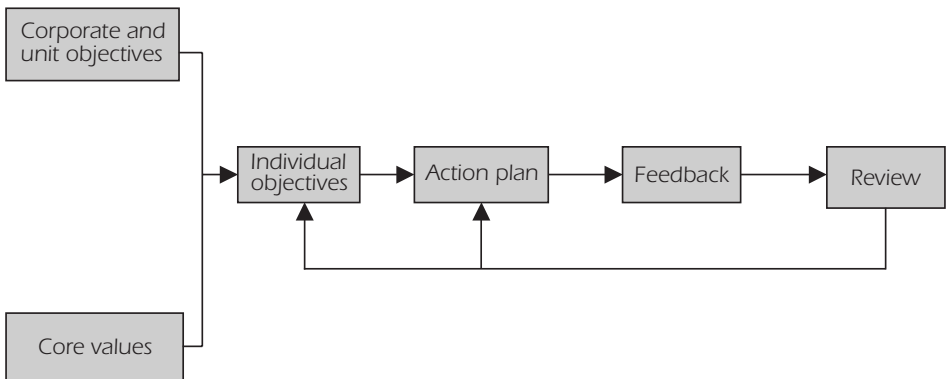 Corporate and
unit objectives
Individual
objectives
Action plan
Feedback
Review
Core values